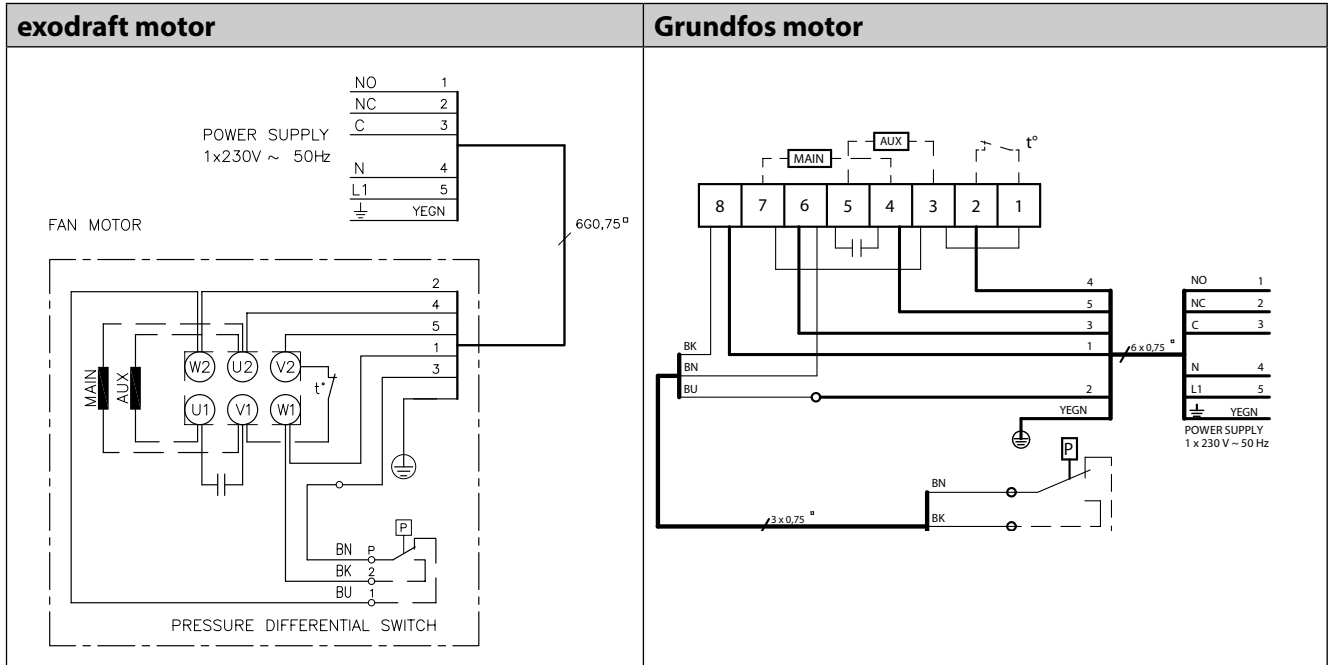 exodraft motor
Grundfos motor
NO 1
NC 2
C 3
POWER SUPPLY
1x230V ~ 50Hz
N 4
L1 5
YEGN
FAN MOTOR
6G0,75
2
4
5
1
3
MAIN
AUX
W2 U2 V2
t°
U1 V1 W1
P
BN P
BK 2
BU 1
PRESSURE DIFFERENTIAL SWITCH
AUX
t°
MAIN
8 7 6 5 4 3 2 1
4
5
3
1
2
YEGN
BK
BN
BU
6 x 0,75
NO 1
NC 2
C 3
N 4
L1 5
YEGN
POWER SUPPLY
1 x 230 V ~ 50 Hz
P
BN
BK
3 x 0,75